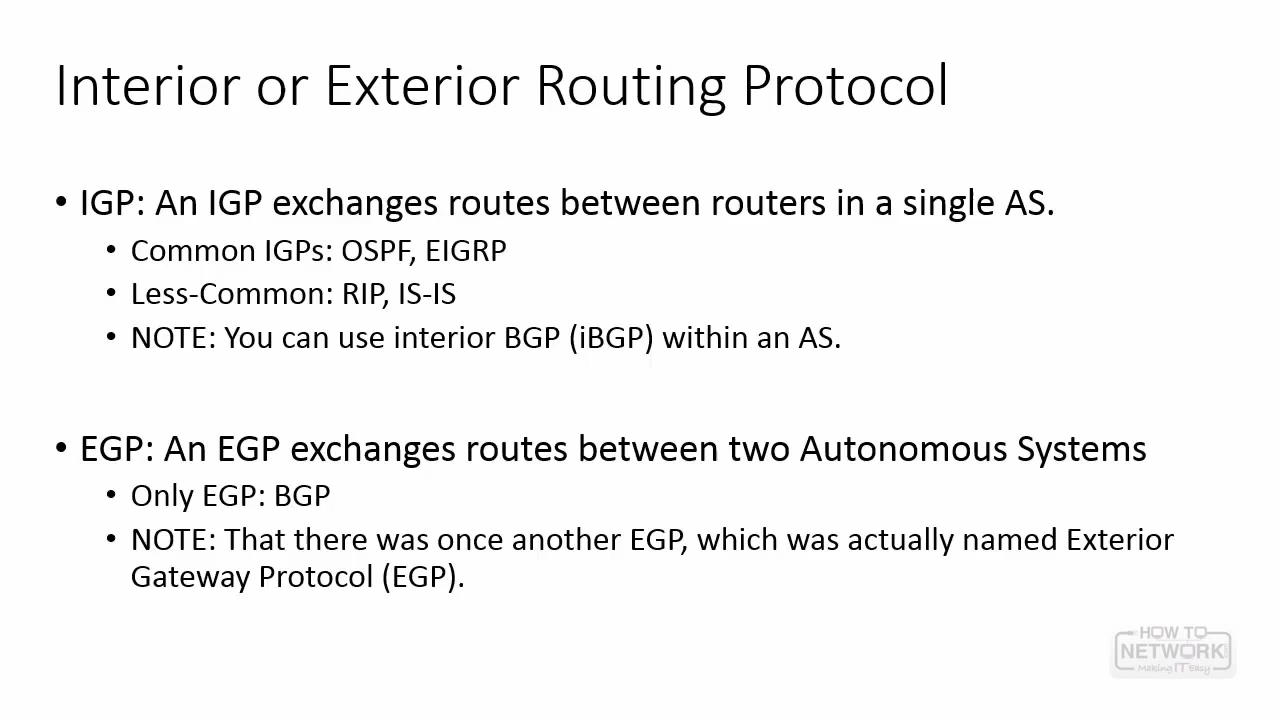 Interior or Exterior Routing Protocol
• IGP: An IGP exchanges routes between routers in a single AS.
• Common IGPs: OSPF, EIGRP
• Less-Common: RIP, IS-IS
• NOTE: You can use interior BGP (iBGP) within an AS.
• EGP: An EGP exchanges routes between two Autonomous Systems
• Only EGP: BGP
• NOTE: That there was once another EGP, which was actually named Exterior
Gateway Protocol (EGP).
HOW TO
NETWORK
Making IT Easy